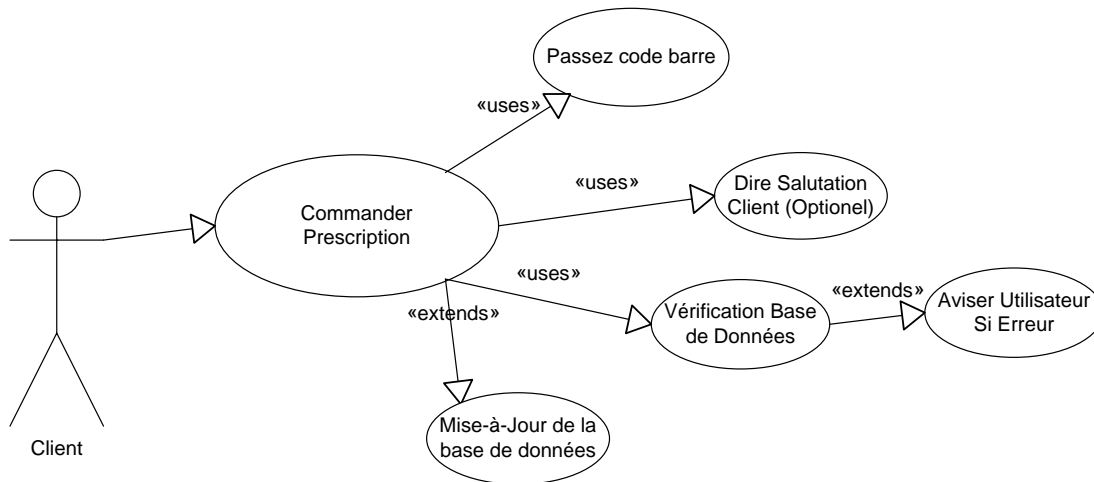 Passez code barre
«uses»
«uses»
Dire Salutation
Client (Optionel)
Commander
Prescription
«uses»
«extends»
«extends»
Vérification Base
de Données
Aviser Utilisateur
Si Erreur
Mise-à-Jour de la
base de données
Client